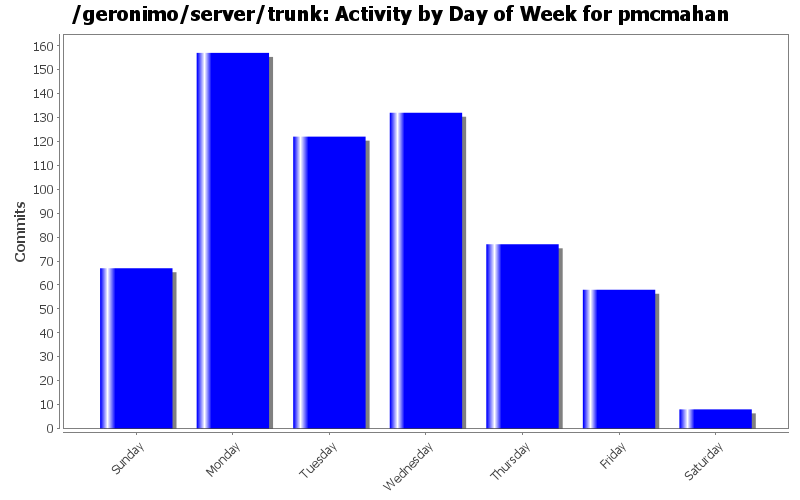 /geronimo/server/trunk: Activity by Day of Week for pmcmahan
Commits
160
150
140
130
120
110
100
90
80
70
60
50
40
30
20
10
0
Sunday
Monday
Tuesday
Wednesday
Thursday
Friday
Saturday